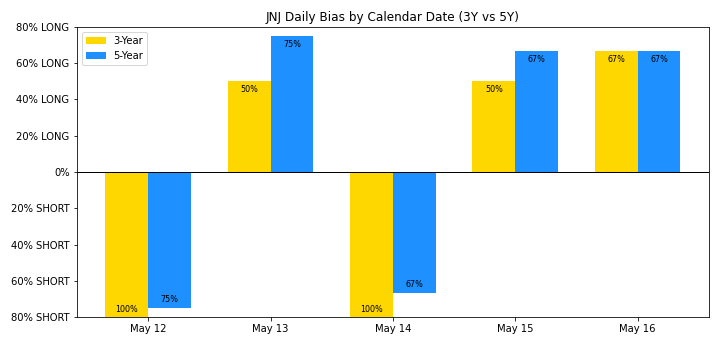 JNJ Daily Bias by Calendar Date (3Y vs 5Y)
80% LONG
60% LONG
40% LONG
20% LONG
0%
20% SHORT
40% SHORT
60% SHORT
80% SHORT
3-Year
5-Year
100%
75%
50%
75%
100%
67%
50%
67%
67%
67%
May 12
May 13
May 14
May 15
May 16